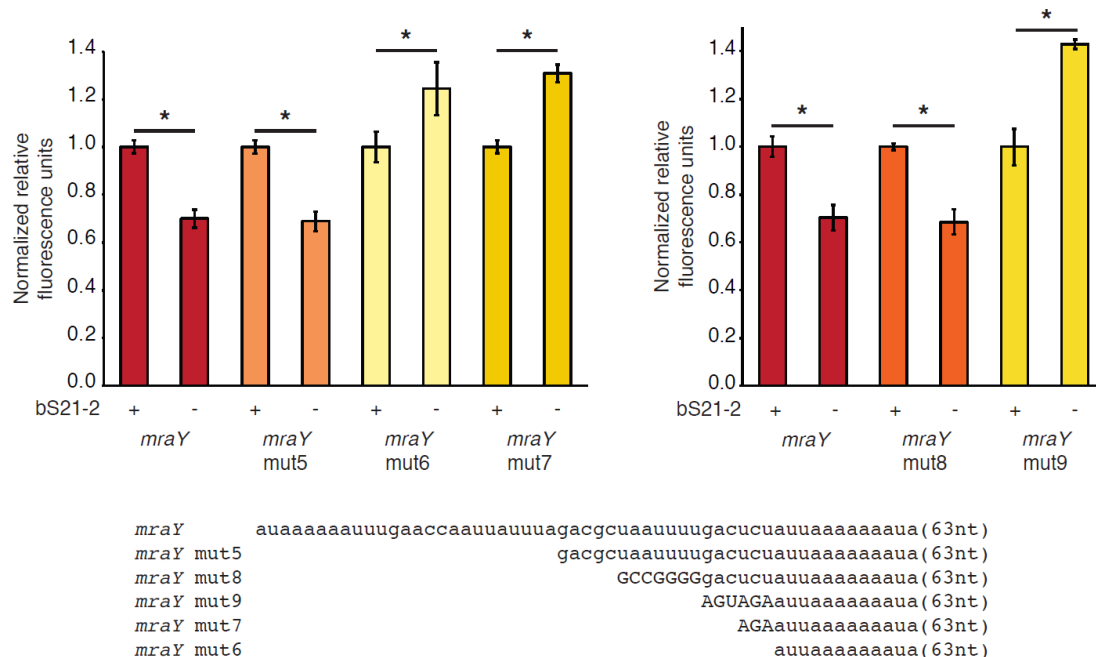 * * * *
1.4
1.2
1.0
0.8
0.6
0.4
0.2
0.0
Normalized relative
fluorescence units
bS21-2 + - + - + - + -
mraY mraY mraY mraY
mut5 mut6 mut7
* * *
1.4
1.2
1.0
0.8
0.6
0.4
0.2
0.0
Normalized relative
fluorescence units
bS21-2 + - + - + -
mraY mraY mraY
mut8 mut9
mraY auaaaaaauuugaaccaauuauuuagacgcuaauuuugacucuauuaaaaaaaua(63nt)
mraY mut5 gacgcuaauuuugacucuauuaaaaaaaua(63nt)
mraY mut8 GCCGGGGgacucuauuaaaaaaaua(63nt)
mraY mut9 AGUAGAauuaaaaaaaua(63nt)
mraY mut7 AGAauuaaaaaaaua(63nt)
mraY mut6 auuaaaaaaaua(63nt)